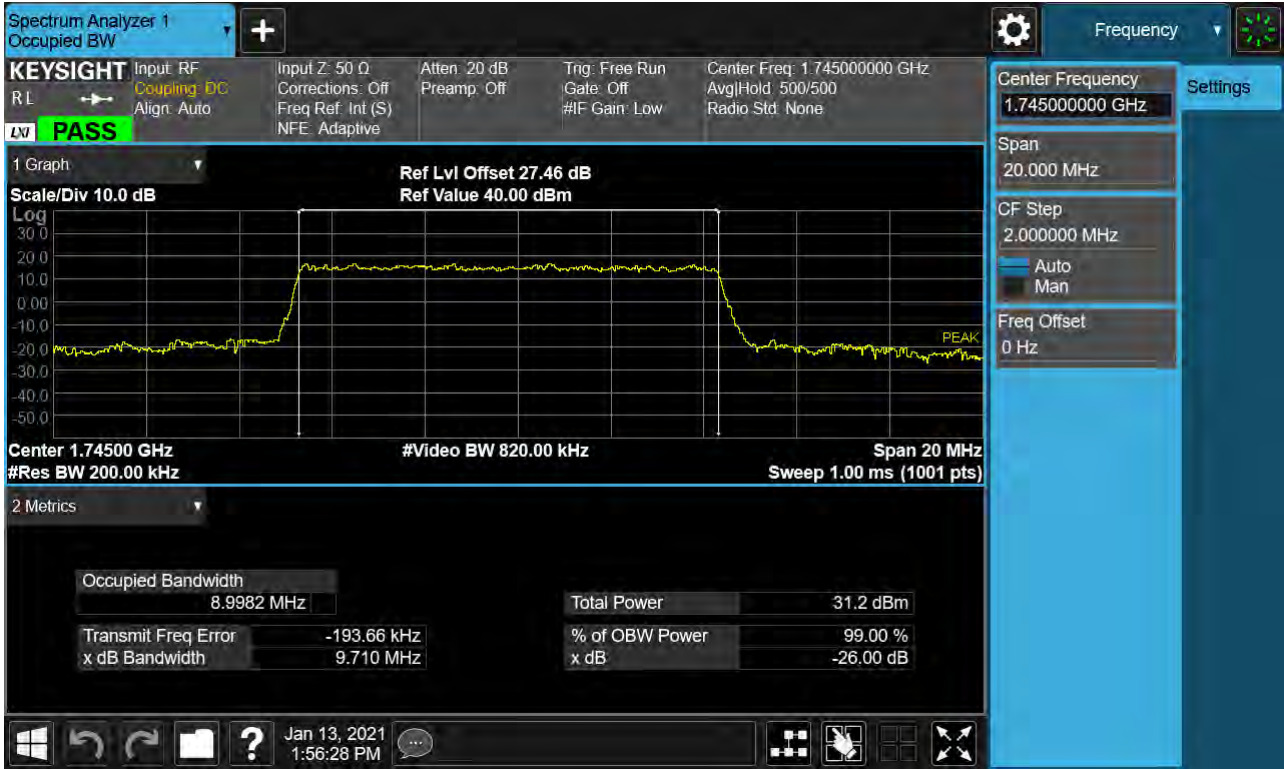 Spectrum Analyzer 1
Occupied BW
+
Frequency
KEYSIGHT
RL
LXI
PASS
Input: RF
Coupling: DC
Align: Auto
Input Z: 50 Ω
Corrections: Off
Freq Ref: Int (S)
NFE: Adaptive
Atten: 20 dB
Preamp: Off
Trig: Free Run
Gate: Off
#IF Gain: Low
Center Freq: 1.745000000 GHz
Avg|Hold: 500/500
Radio Std: None
Center Frequency
1.745000000 GHz
Settings
Span
20.000 MHz
CF Step
2.000000 MHz
Auto
Man
Freq Offset
0 Hz
1 Graph
Scale/Div 10.0 dB
Ref Lvl Offset 27.46 dB
Ref Value 40.00 dBm
Log
30.0
20.0
10.0
0.00
-10.0
-20.0
-30.0
-40.0
-50.0
PEAK
Center 1.74500 GHz
#Video BW 820.00 kHz
Span 20 MHz
#Res BW 200.00 kHz
Sweep 1.00 ms (1001 pts)
2 Metrics
Occupied Bandwidth
8.9982 MHz
Total Power 31.2 dBm
Transmit Freq Error -193.66 kHz
% of OBW Power 99.00 %
x dB Bandwidth 9.710 MHz
x dB -26.00 dB
?
Jan 13, 2021
1:56:28 PM